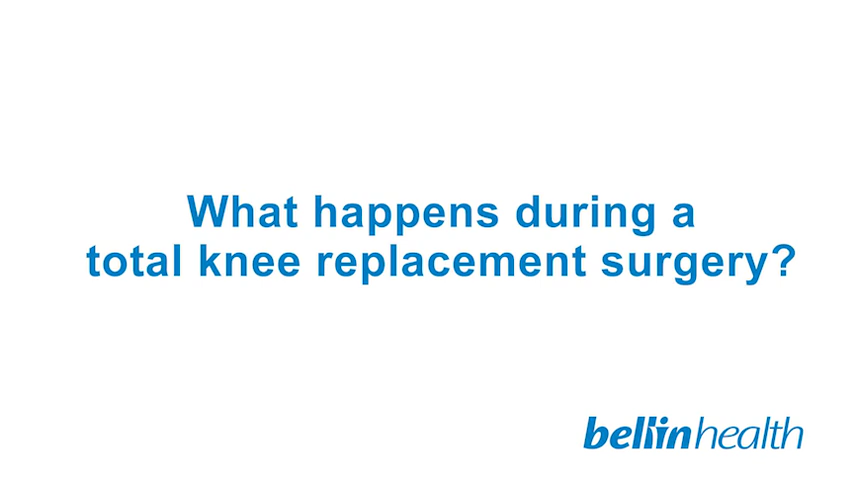 What happens during a
total knee replacement surgery?
bellinhealth